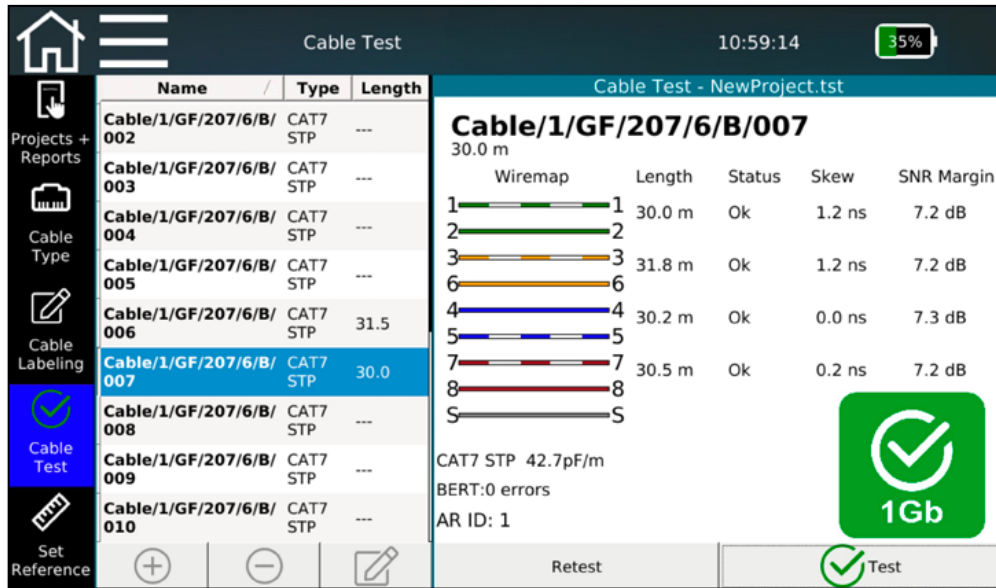 Cable Test
10:59:14
35%
Projects +
Reports
Cable
Type
Cable
Labeling
Cable
Test
Set
Reference
Name / Type Length
Cable/1/GF/207/6/B/ CAT7
002 STP ---
Cable/1/GF/207/6/B/ CAT7
003 STP ---
Cable/1/GF/207/6/B/ CAT7
004 STP ---
Cable/1/GF/207/6/B/ CAT7
005 STP ---
Cable/1/GF/207/6/B/ CAT7
006 STP 31.5
Cable/1/GF/207/6/B/ CAT7
007 STP 30.0
Cable/1/GF/207/6/B/ CAT7
008 STP ---
Cable/1/GF/207/6/B/ CAT7
009 STP ---
Cable/1/GF/207/6/B/ CAT7
010 STP ---
Cable Test - NewProject.tst
Cable/1/GF/207/6/B/007
30.0 m
Wiremap Length Status Skew SNR Margin
1 1 30.0 m Ok 1.2 ns 7.2 dB
2 2
3 3 31.8 m Ok 1.2 ns 7.2 dB
6 6
4 4 30.2 m Ok 0.0 ns 7.3 dB
5 5
7 7 30.5 m Ok 0.2 ns 7.2 dB
8 8
S S
CAT7 STP 42.7pF/m
BERT:0 errors
AR ID: 1
1Gb
Retest
Test